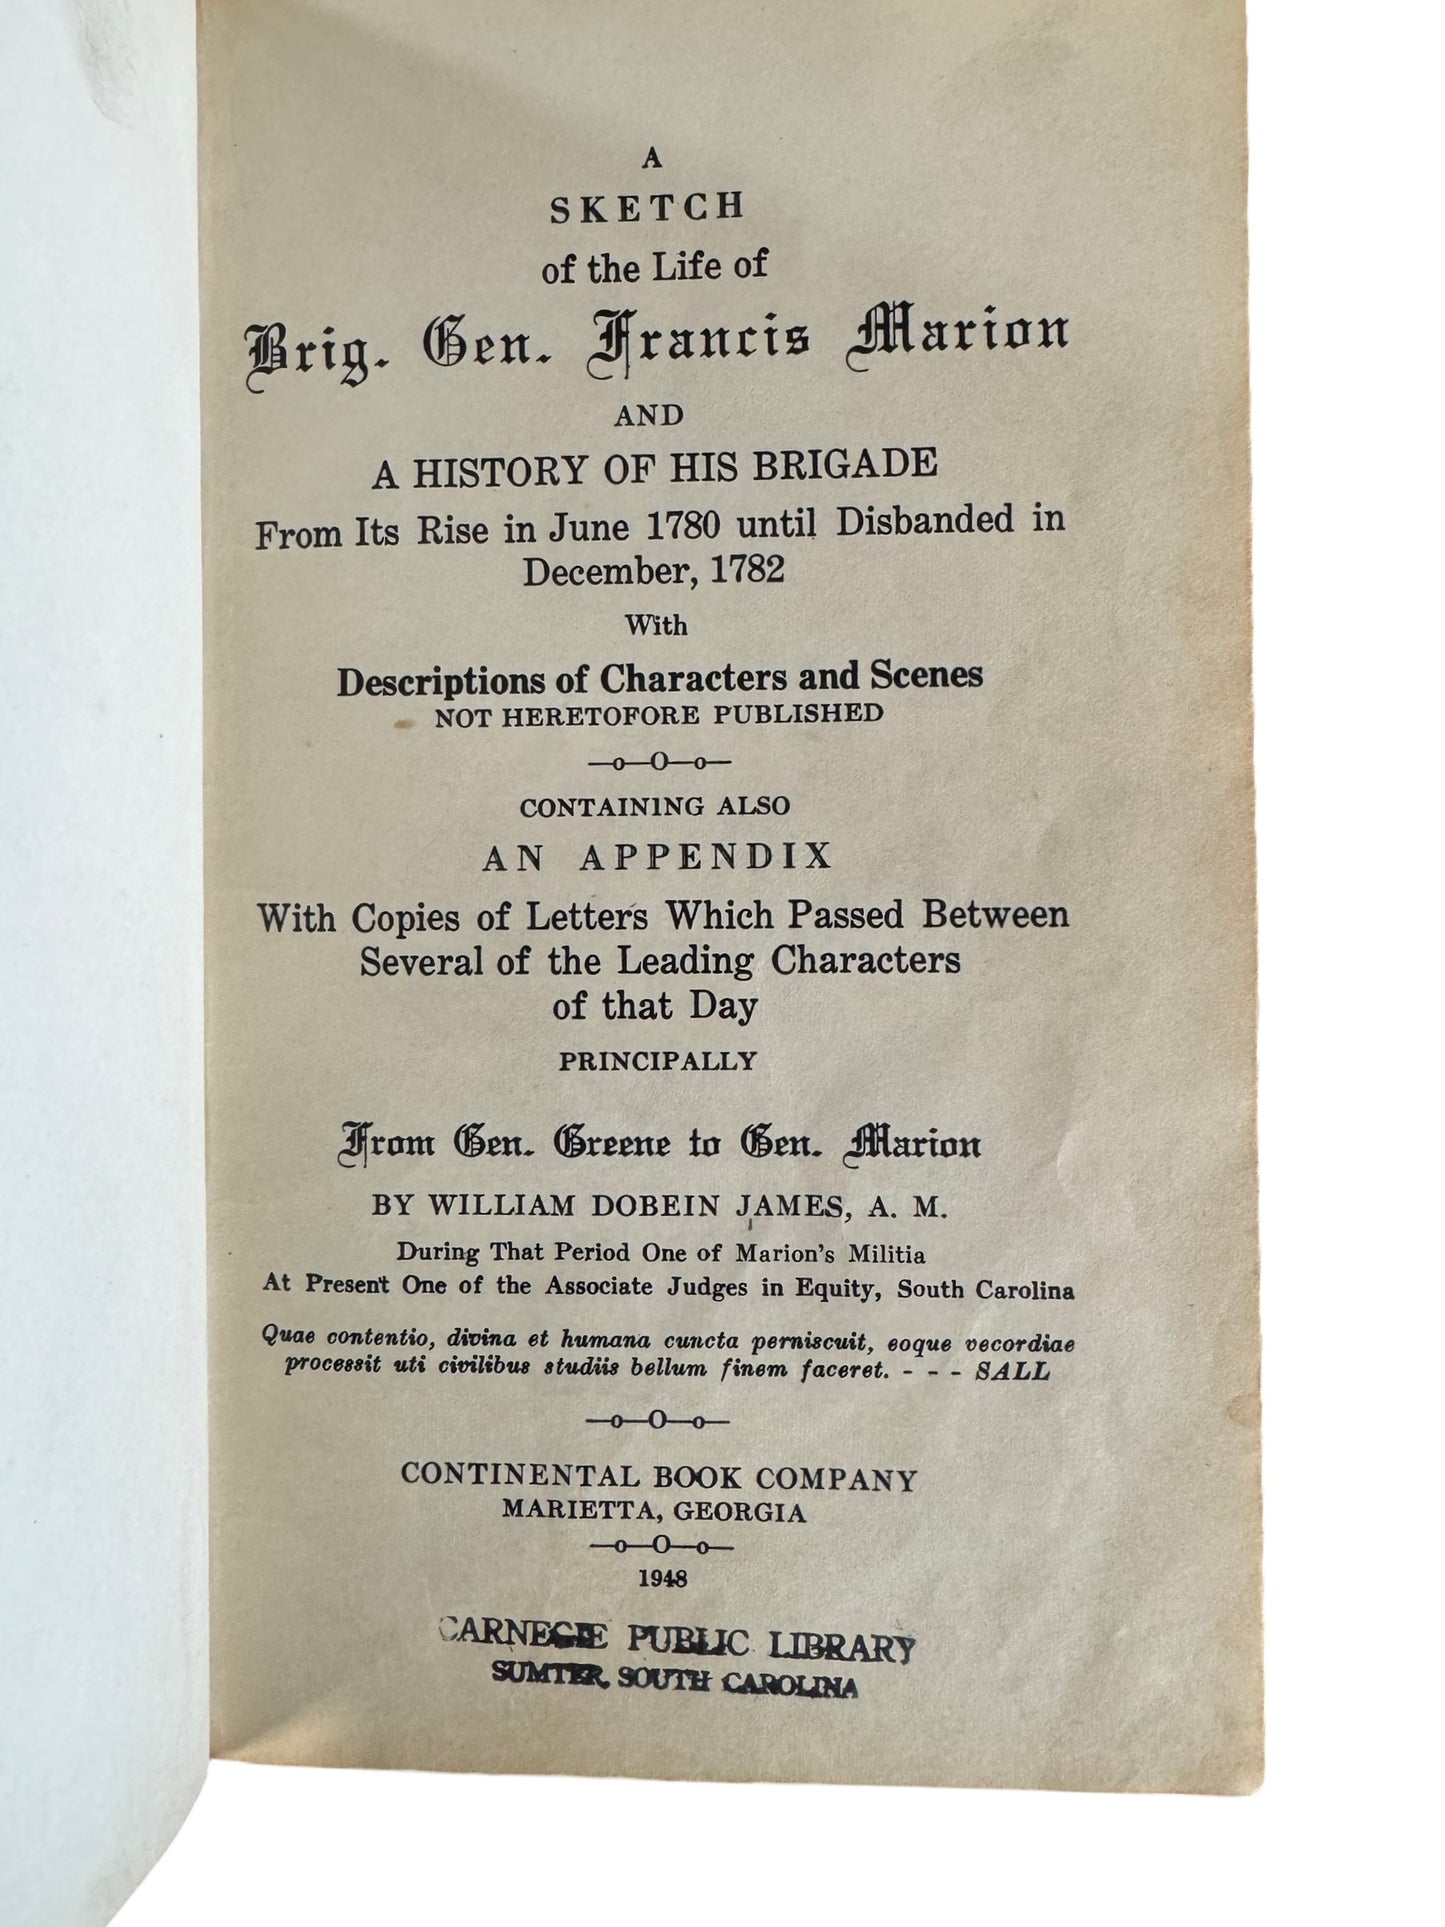 A
SKETCH
of the Life of
Brig. Gen. Francis Marion
AND
A HISTORY OF HIS BRIGADE
From Its Rise in June 1780 until Disbanded in
December, 1782
With
Descriptions of Characters and Scenes
NOT HERETOFORE PUBLISHED
—o—O—o—
CONTAIN1NG ALSO
AN APPENDIX
With Copies of Letters Which Passed Between
Several of the Leading Characters
of that Day
PRINCIPALLY
From Gen. Greene to Gen. Marion
BY WILLIAM DOBEIN JAMES, A. M.
During That Period One of Marion's Militia
At Present One of the Associate Judges in Equity, South Carolina
Quae contentio, divina et humana cuncta perniscuit, eoque vecordiae
processit uti civilibus studiis bellum finem faceret. - - - SALL
—o—O—o—
CONTINENTAL BOOK COMPANY
MARIETTA, GEORGIA
—o—O—o—
1948
CARNEGIE PUBLIC LIBRARY
SUMTER, SOUTH CAROLINA